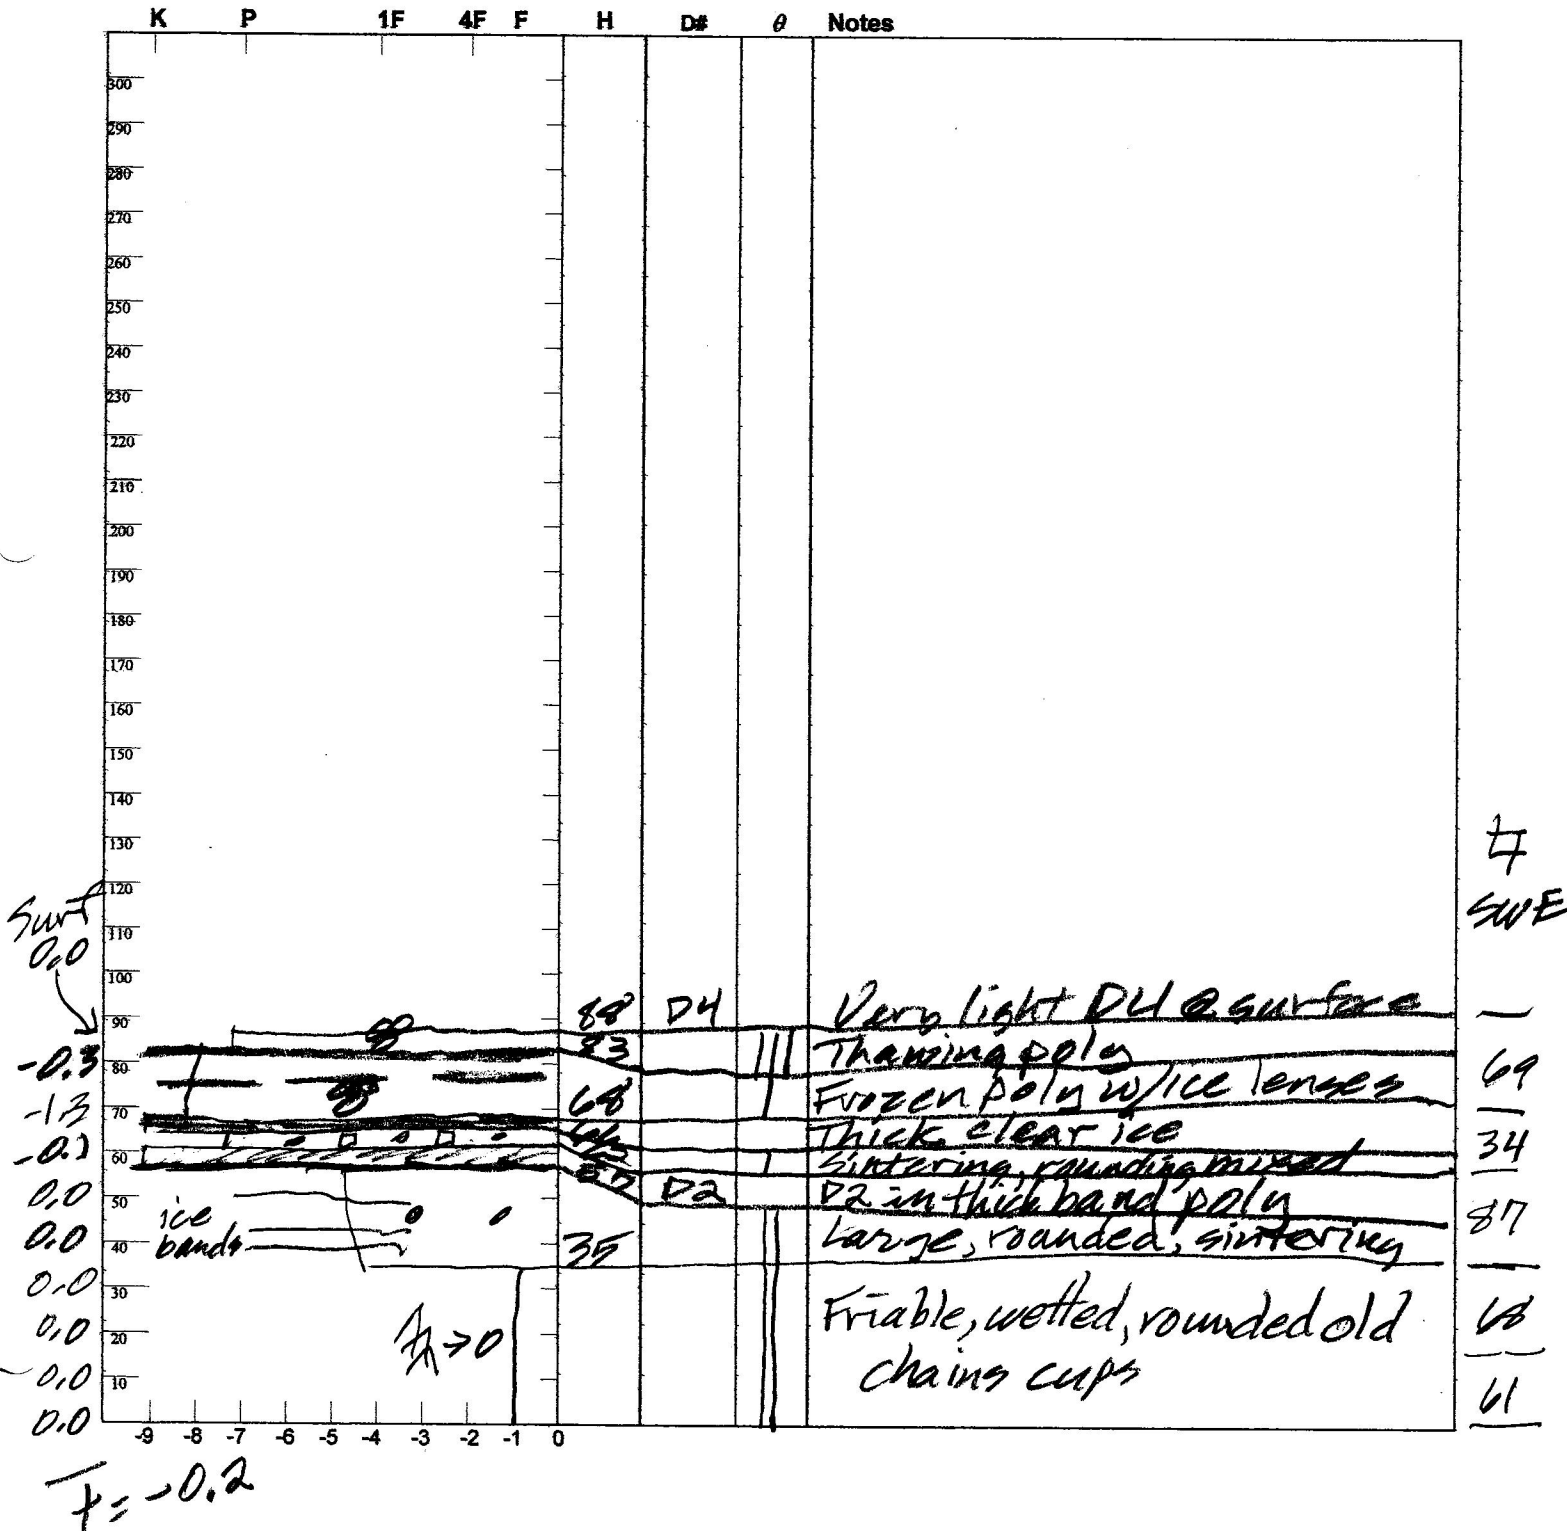 K P 1F 4F F H D# θ Notes
300
290
280
270
260
250
240
230
220
210
200
190
180
170
160
150
140
130
120
SWE
Surf
110
0.0
100
88 D4 Very light D4 @ surface —
90
83 Thawing poly
-0.3 80 69
Frozen poly w/ice lenses
-1.3 70 68
Thick clear ice
34
-0.1 60 Sintering, rounding mixed
57
0.0 50 D2 D2 in thick band poly
87
ice
0.0 40 bands 35 Large, rounded, sintering
0.0 30
Friable, wetted, rounded old
68
0.0 20 → 0
chains cups
0.0 10
61
0.0
-9 -8 -7 -6 -5 -4 -3 -2 -1 0
= -0.2